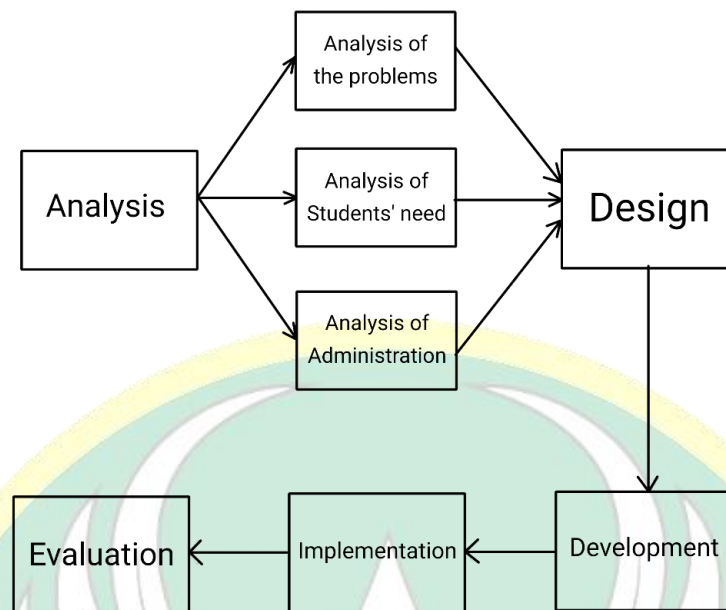 Analysis of
the problems
Analysis
Analysis of
Students' need
Design
Analysis of
Administration
Evaluation
Implementation
Development